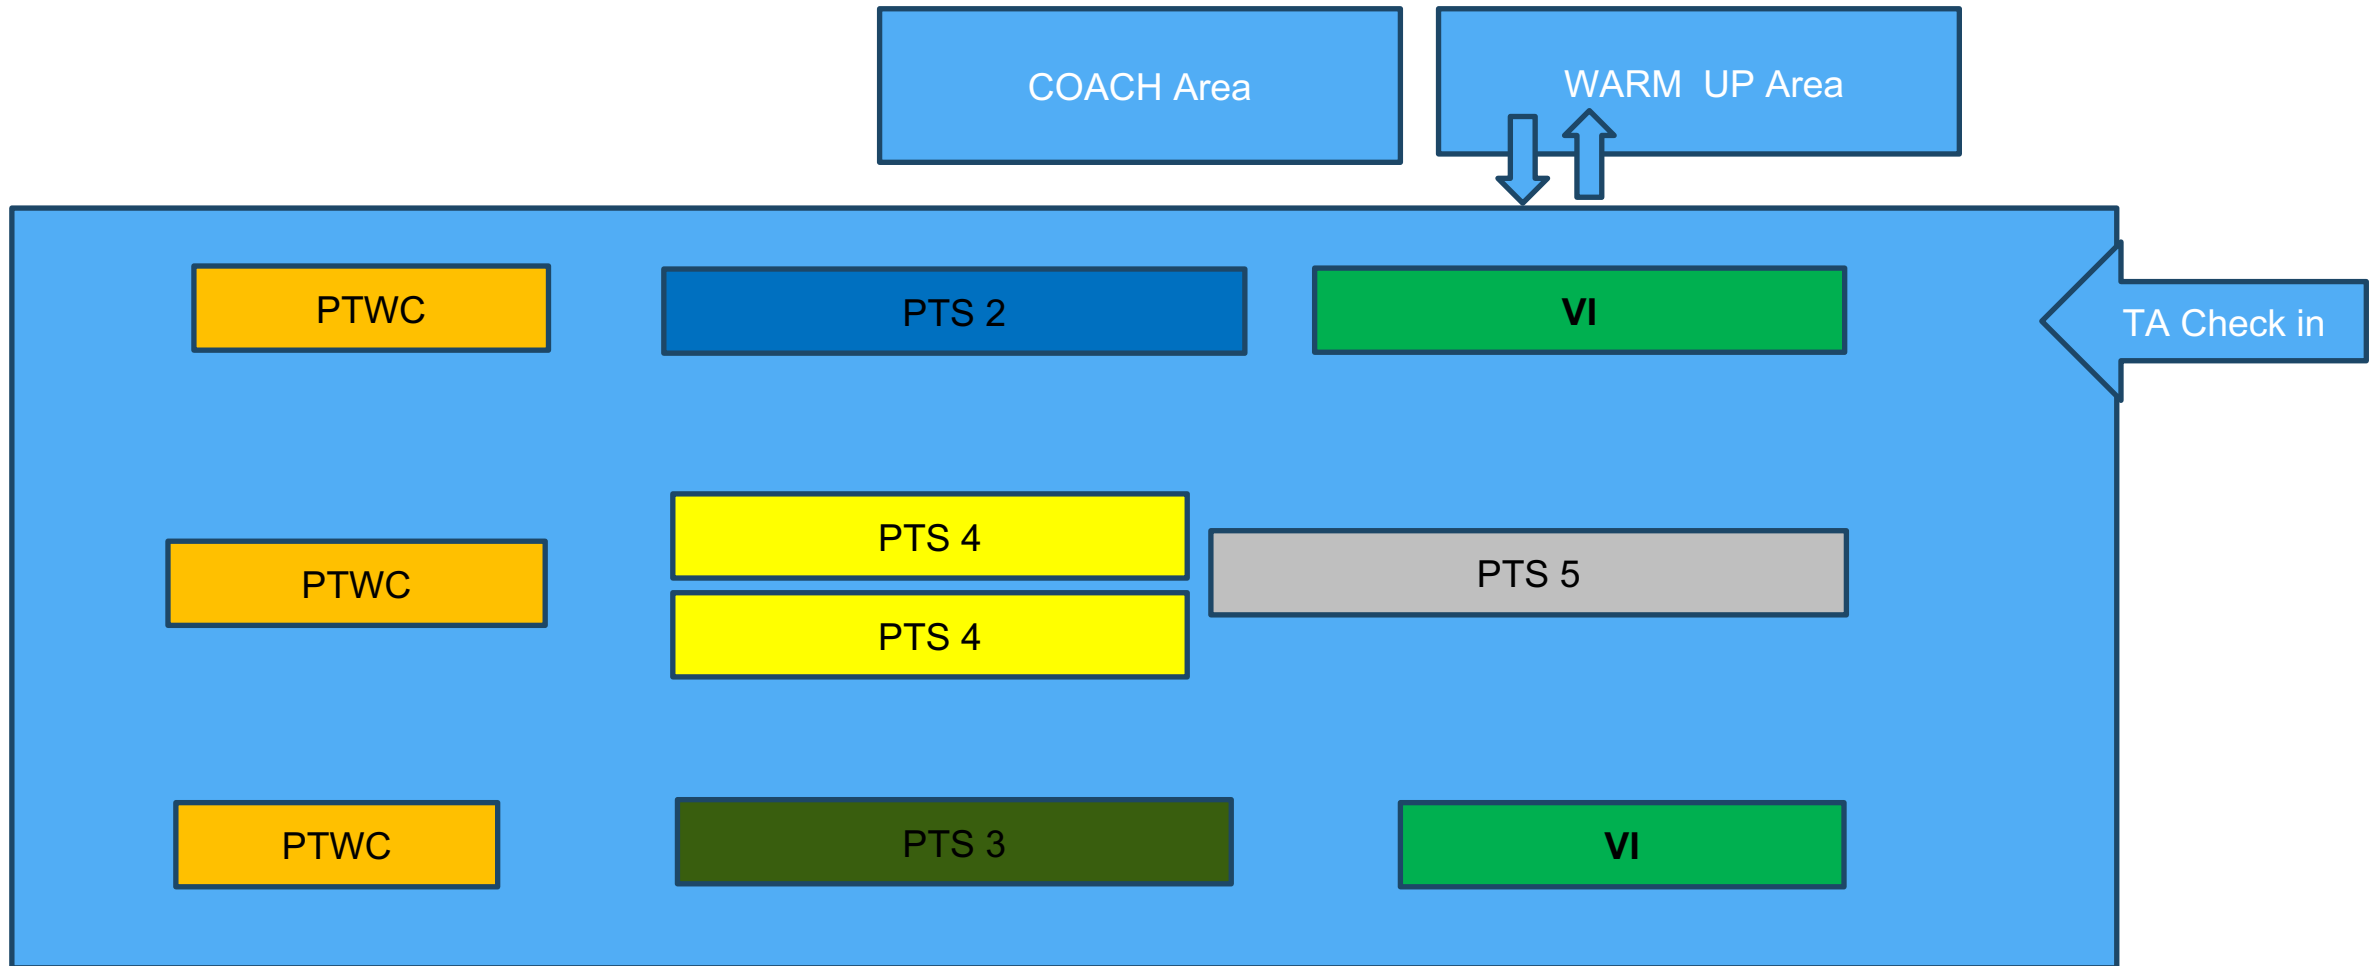 COACH Area
WARM  UP Area
PTWC
PTS 2
VI
TA Check in
PTS 4
PTWC
PTS 5
PTS 4
PTWC
PTS 3
VI